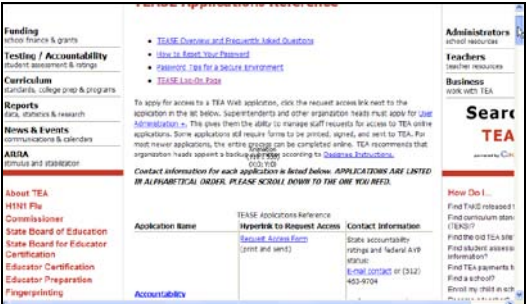 TEASE Applications Reference
Funding
school finance & grants
Testing / Accountability
student assessment & ratings
Curriculum
standards, college prep & programs
Reports
data, statistics & research
News & Events
communications & calendars
ARRA
stimulus and stabilization
About TEA
H1N1 Flu
Commissioner
State Board of Education
State Board for Educator
Certification
Educator Certification
Educator Preparation
Fingerprinting
TEASE Overview and Frequently Asked Questions
How to Reset Your Password
Password Tips for a Secure Environment
TEASE Log-On Page
To apply for access to a TEA Web application, click the request access link next to the
application in the list below. Superintendents and other organization heads must apply for User
Administration +. This gives them the ability to manage staff requests for access to TEA online
applications. Some applications still require forms to be printed, signed, and sent to TEA. For
most newer applications, the entire process can be completed online. TEA recommends that
organization heads appoint a backup according to Designee Instructions.
Contact information for each application is listed below. APPLICATIONS ARE LISTED
IN ALPHABETICAL ORDER. PLEASE SCROLL DOWN TO THE ONE YOU NEED.
TEASE Applications Reference
Application Name Hyperlink to Request Access Contact Information
Request Access Form
(print and send)
State accountability
ratings and federal AYP
status:
E-mail contact or (512)
463-9704
Accountability
Administrators
school resources
Teachers
teacher resources
Business
work with TEA
Searc
TEA
How Do I...
Find TAKS released t
Find curriculum stan
(TEKS)?
Find the old TEA site
Find student assess
information?
Find TEA payments t
Find a school?
Enroll my child in sch